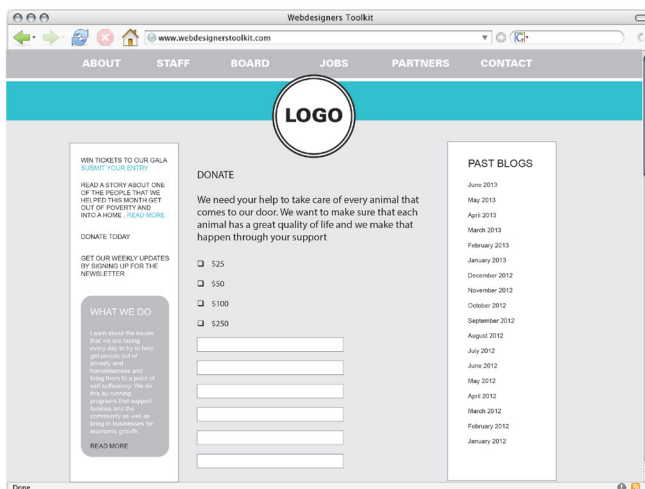 Webdesigners Toolkit
www.webdesignerstoolkit.com
G
ABOUT STAFF BOARD JOBS PARTNERS CONTACT
LOGO
WIN TICKETS TO OUR GALA
SUBMIT YOUR ENTRY
READ A STORY ABOUT ONE
OF THE PEOPLE THAT WE
HELPED THIS MONTH GET
OUT OF POVERTY AND
INTO A HOME . READ MORE
DONATE TODAY
GET OUR WEEKLY UPDATES
BY SIGNING UP FOR THE
NEWSLETTER
WHAT WE DO
Learn about the issues
that we are facing
every day to try to help
get people out of
poverty and
homelessness and
bring them to a point of
self sufficiency. We do
this by running
programs that support
families and the
community as well as
bring in businesses for
economic growth
READ MORE
DONATE
We need your help to take care of every animal that
comes to our door. We want to make sure that each
animal has a great quality of life and we make that
happen through your support
$25
$50
$100
$250
PAST BLOGS
June 2013
May 2013
April 2013
March 2013
February 2013
January 2013
December 2012
November 2012
October 2012
September 2012
August 2012
July 2012
June 2012
May 2012
April 2012
March 2012
February 2012
January 2012
Done